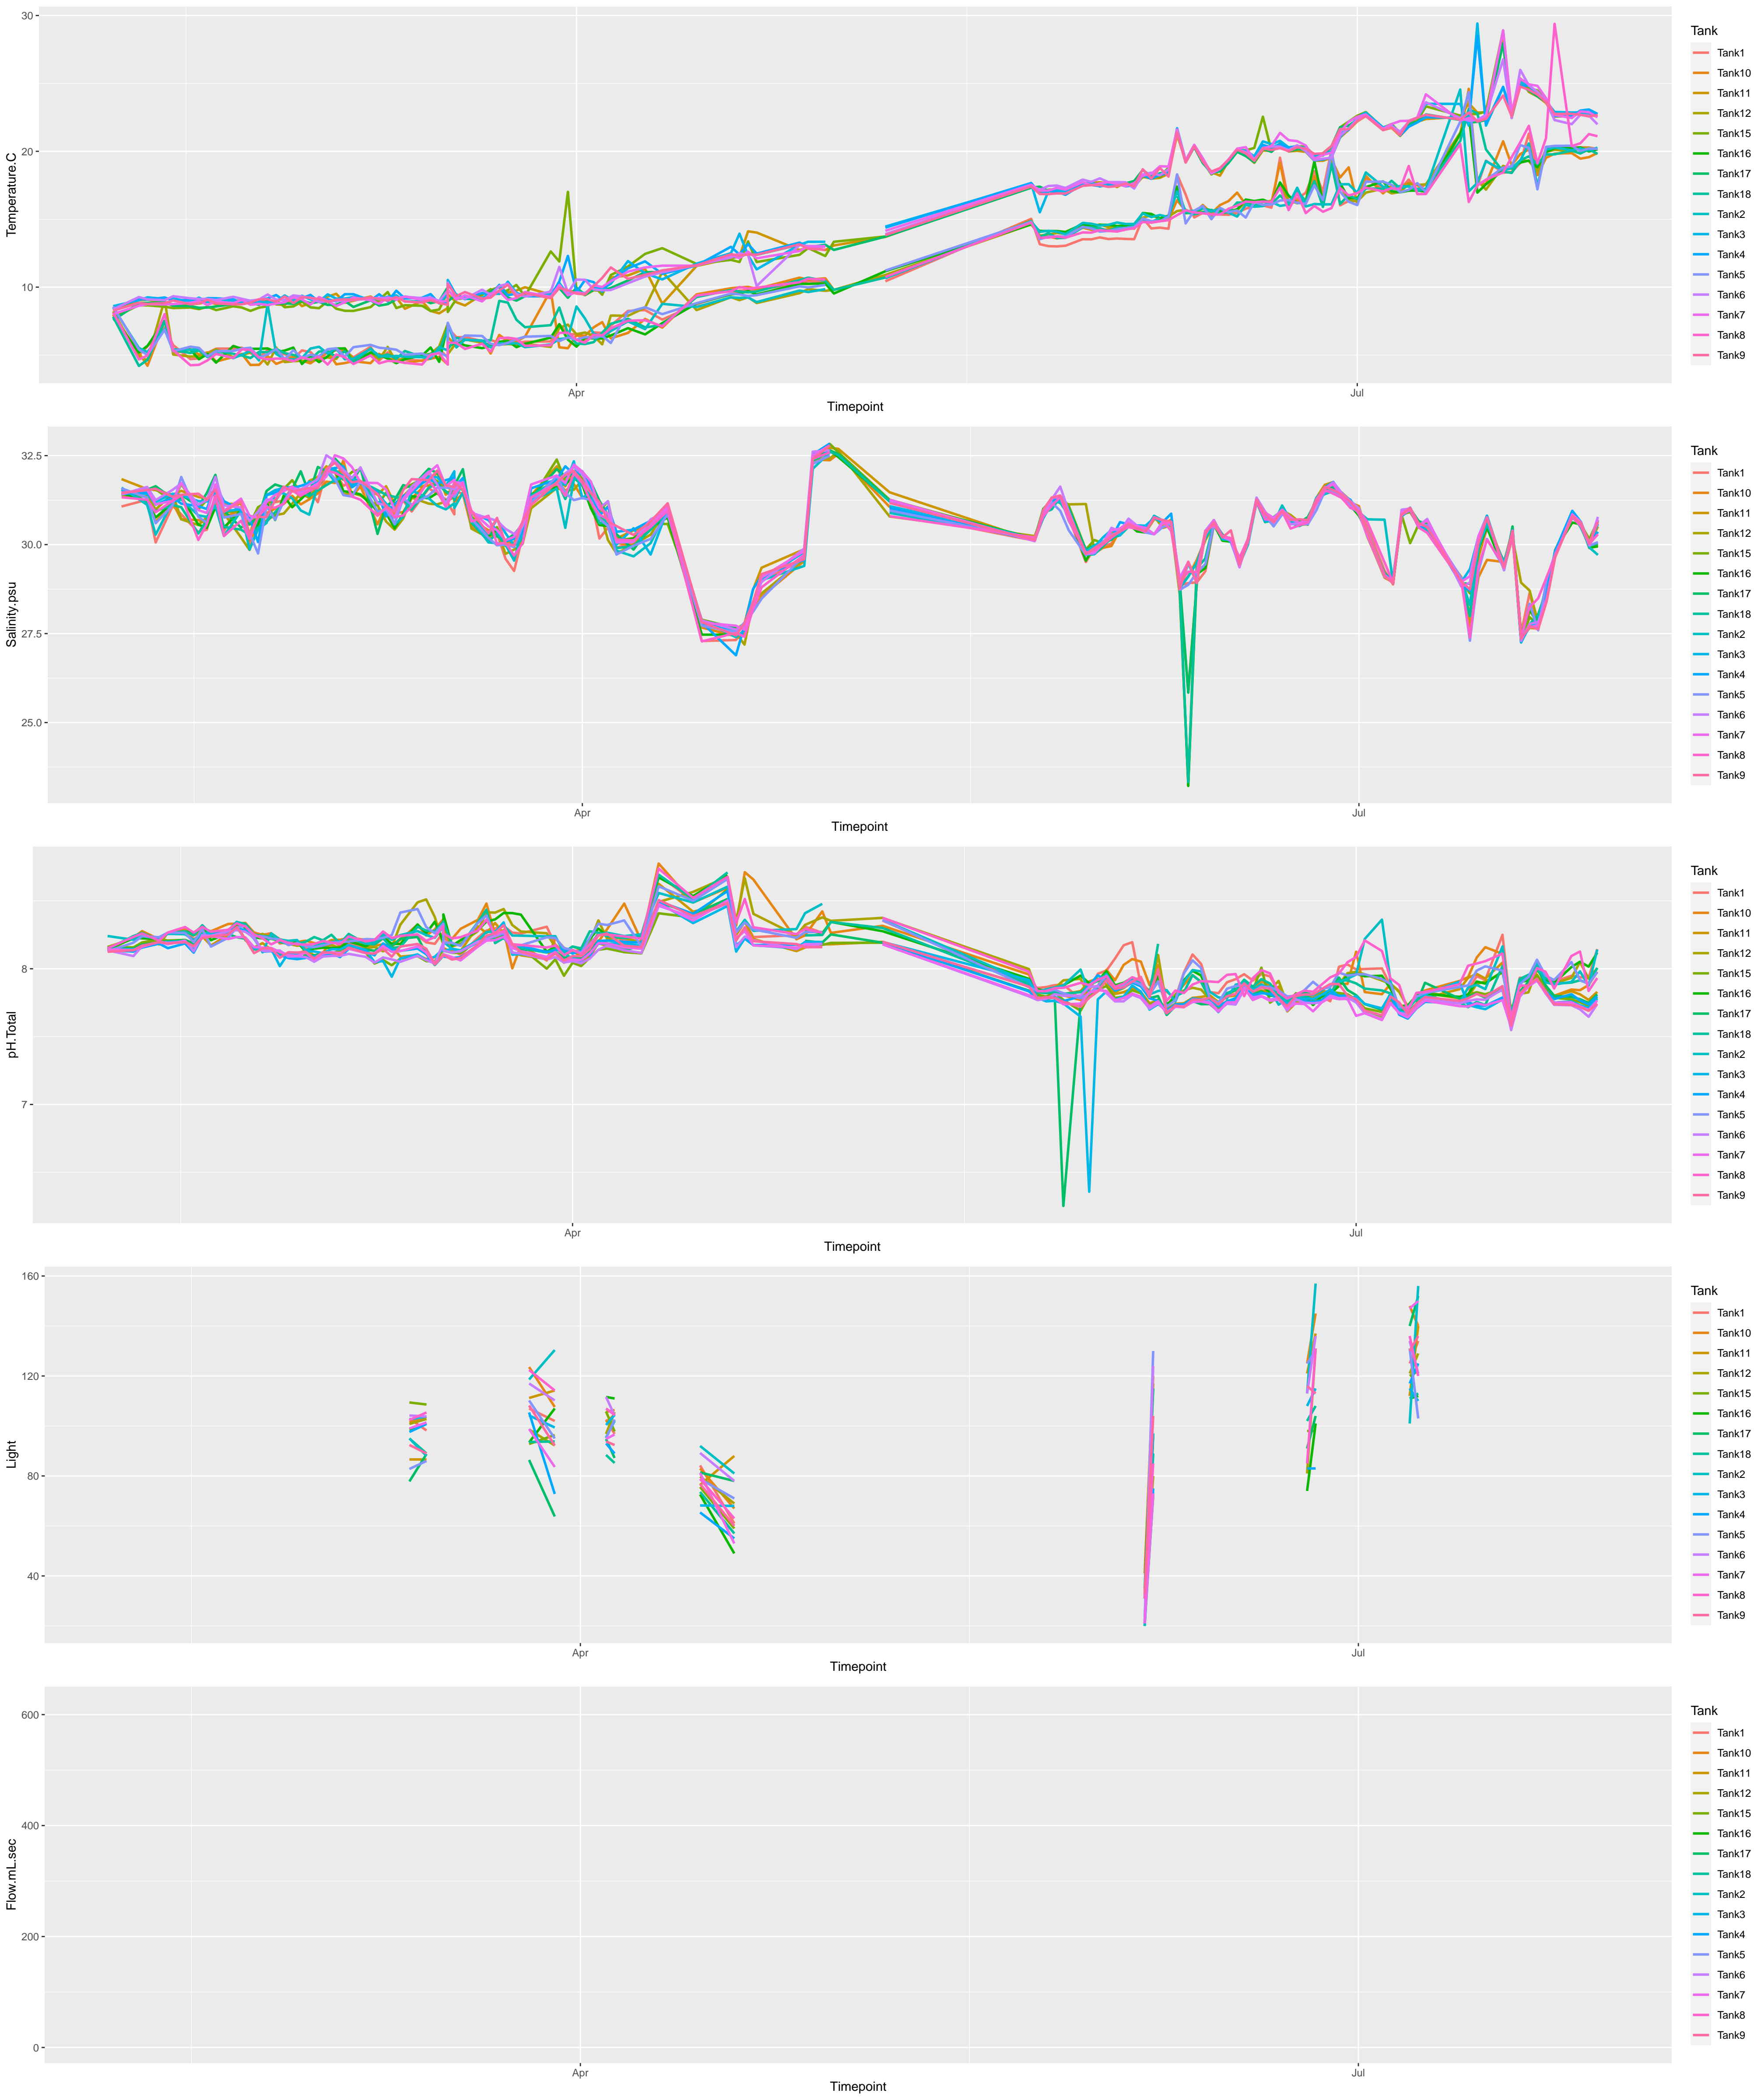 30
20
10
Temperature.C
Apr
Jul
Timepoint
Tank
Tank1
Tank10
Tank11
Tank12
Tank15
Tank16
Tank17
Tank18
Tank2
Tank3
Tank4
Tank5
Tank6
Tank7
Tank8
Tank9
32.5
30.0
27.5
25.0
Salinity.psu
Apr
Jul
Timepoint
Tank
Tank1
Tank10
Tank11
Tank12
Tank15
Tank16
Tank17
Tank18
Tank2
Tank3
Tank4
Tank5
Tank6
Tank7
Tank8
Tank9
8
7
pH.Total
Apr
Jul
Timepoint
Tank
Tank1
Tank10
Tank11
Tank12
Tank15
Tank16
Tank17
Tank18
Tank2
Tank3
Tank4
Tank5
Tank6
Tank7
Tank8
Tank9
160
120
80
40
Light
Apr
Jul
Timepoint
Tank
Tank1
Tank10
Tank11
Tank12
Tank15
Tank16
Tank17
Tank18
Tank2
Tank3
Tank4
Tank5
Tank6
Tank7
Tank8
Tank9
600
400
200
0
Flow.mL.sec
Apr
Jul
Timepoint
Tank
Tank1
Tank10
Tank11
Tank12
Tank15
Tank16
Tank17
Tank18
Tank2
Tank3
Tank4
Tank5
Tank6
Tank7
Tank8
Tank9